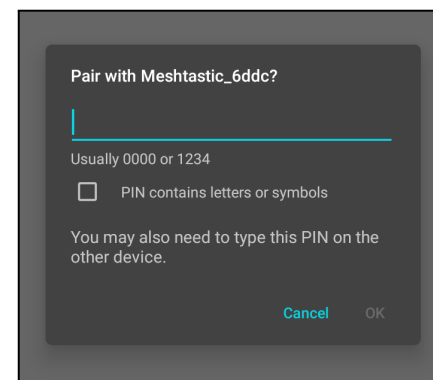 Pair with Meshtastic_6ddc?
Usually 0000 or 1234
PIN contains letters or symbols
You may also need to type this PIN on the
other device.
Cancel OK